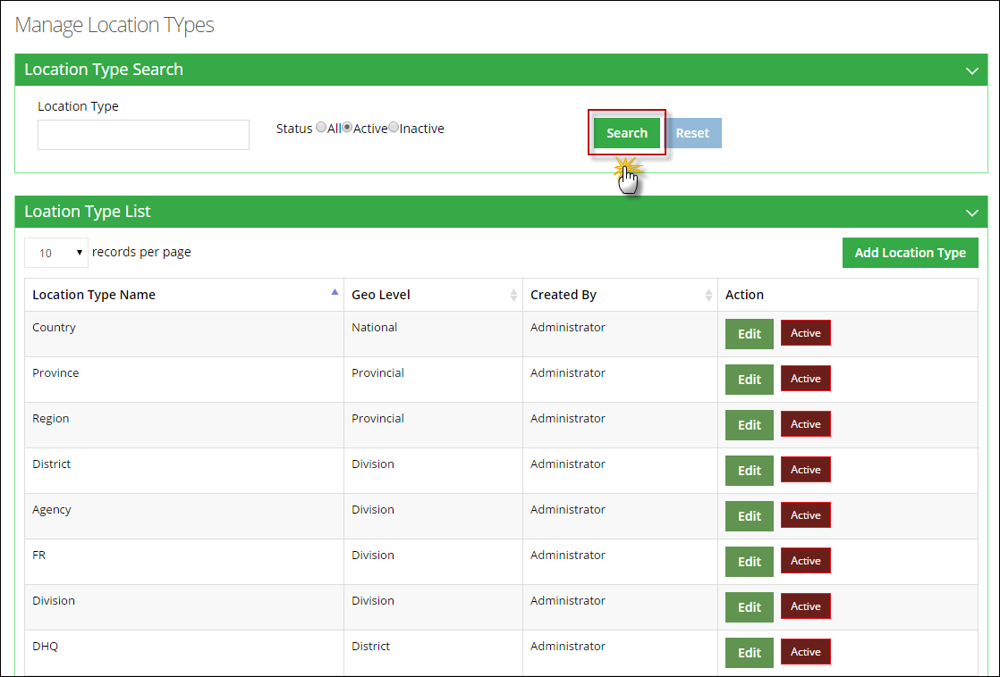 Manage Location TYpes
Location Type Search
Location Type
Status All Active Inactive
Search Reset
Loation Type List
10 records per page
Add Location Type
Location Type Name Geo Level Created By Action
Country National Administrator Edit Active
Province Provincial Administrator Edit Active
Region Provincial Administrator Edit Active
District Division Administrator Edit Active
Agency Division Administrator Edit Active
FR Division Administrator Edit Active
Division Division Administrator Edit Active
DHQ District Administrator Edit Active